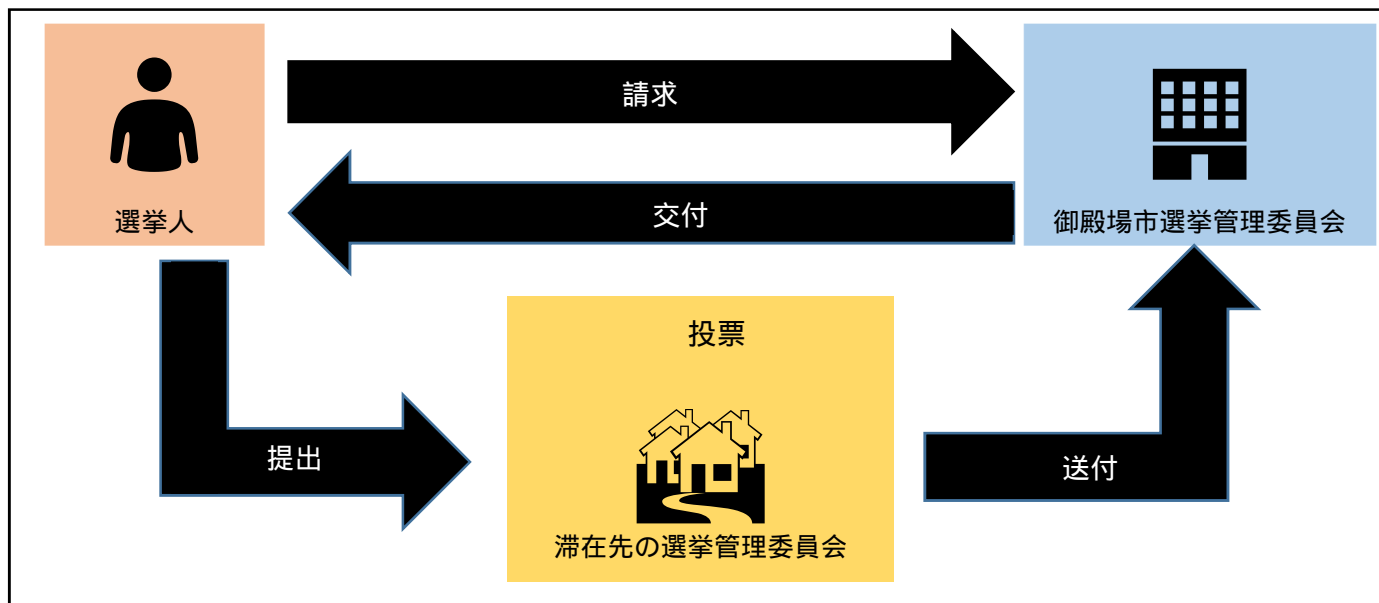 請求
選挙人
交付
御殿場市選挙管理委員会
投票
提出
送付
滞在先の選挙管理委員会